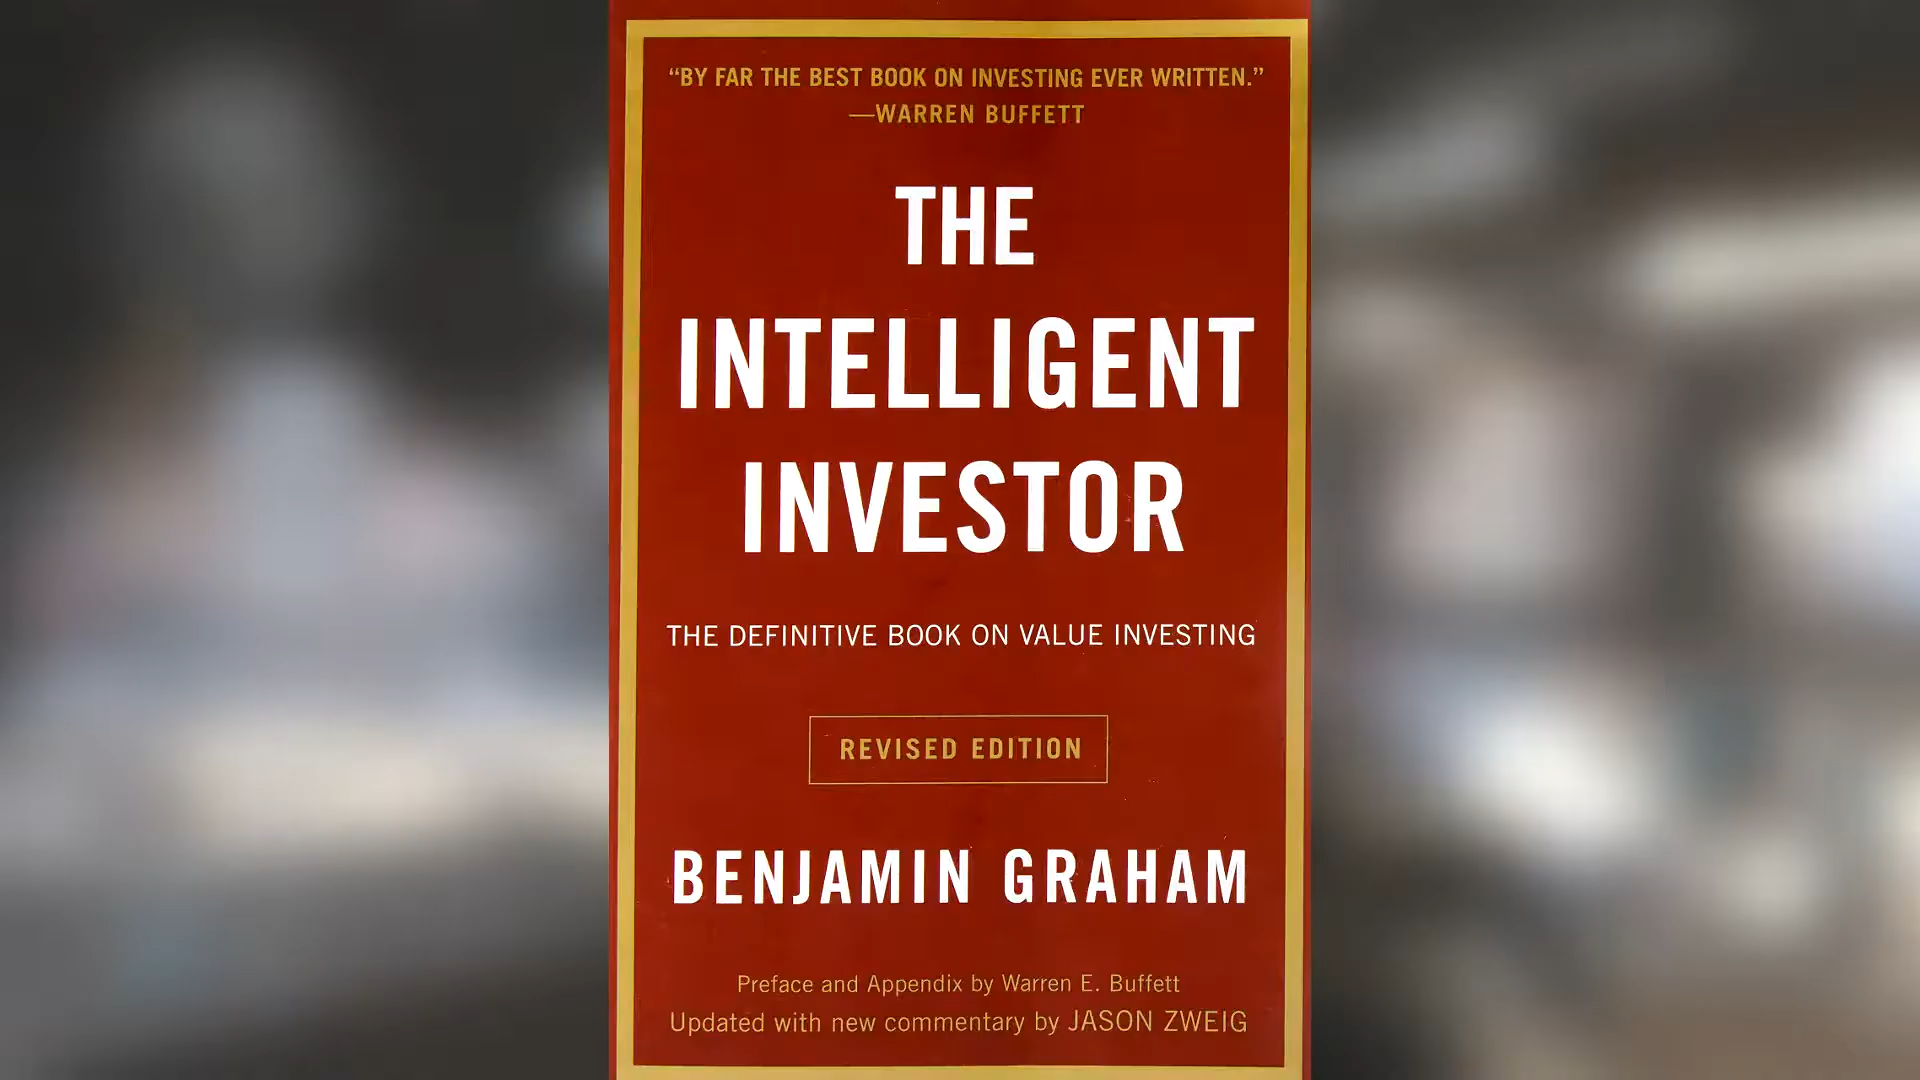 “BY FAR THE BEST BOOK ON INVESTING EVER WRITTEN.”
—WARREN BUFFETT
THE
INTELLIGENT
INVESTOR
THE DEFINITIVE BOOK ON VALUE INVESTING
REVISED EDITION
BENJAMIN GRAHAM
Preface and Appendix by Warren E. Buffett
Updated with new commentary by JASON ZWEIG